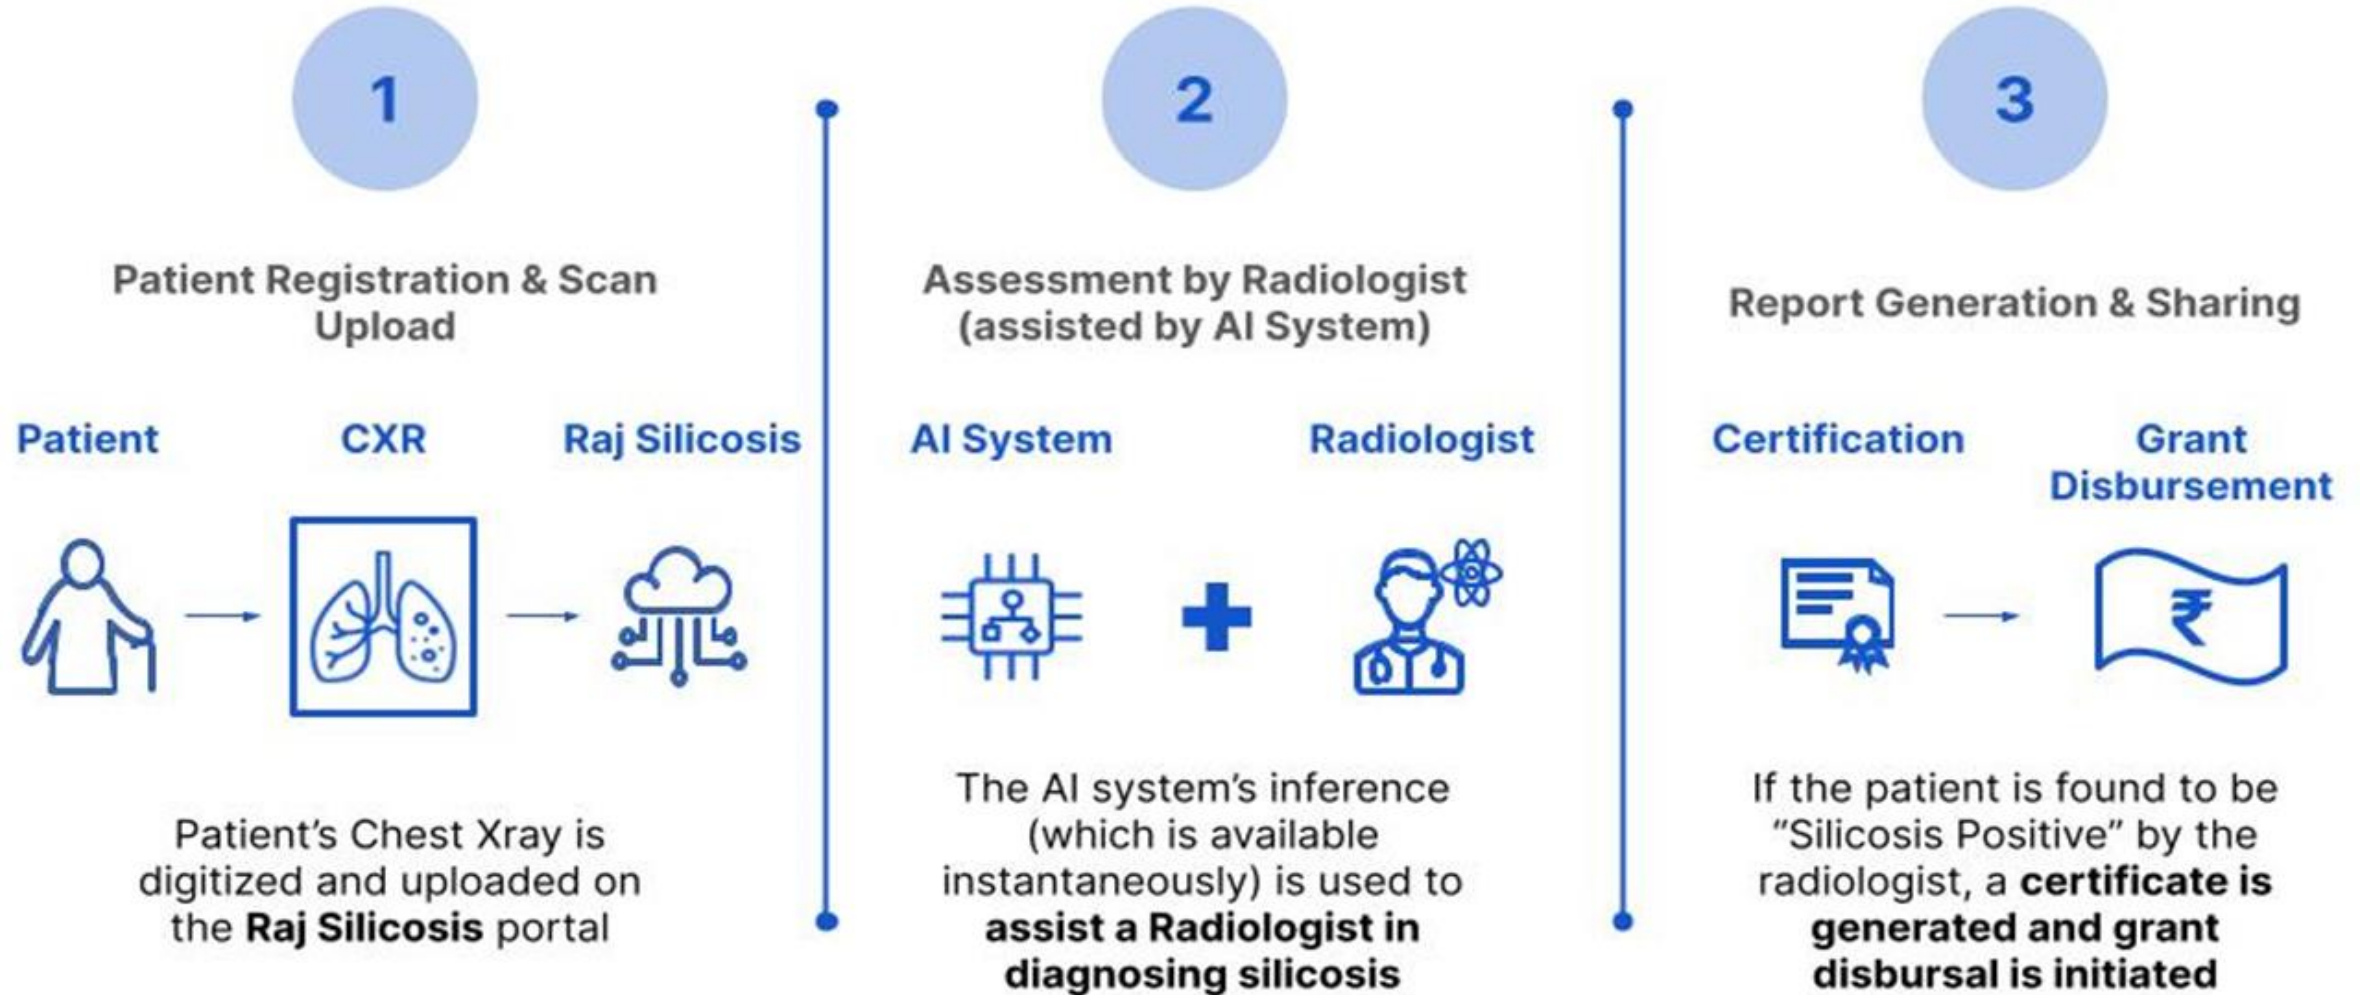 1
Patient Registration & Scan
Upload
Patient
CXR
Raj Silicosis
Patient’s Chest Xray is
digitized and uploaded on
the Raj Silicosis portal
2
Assessment by Radiologist
(assisted by AI System)
AI System
Radiologist
The AI system’s inference
(which is available
instantaneously) is used to
assist a Radiologist in
diagnosing silicosis
3
Report Generation & Sharing
Certification
Grant
Disbursement
₹
If the patient is found to be
“Silicosis Positive” by the
radiologist, a certificate is
generated and grant
disbursal is initiated